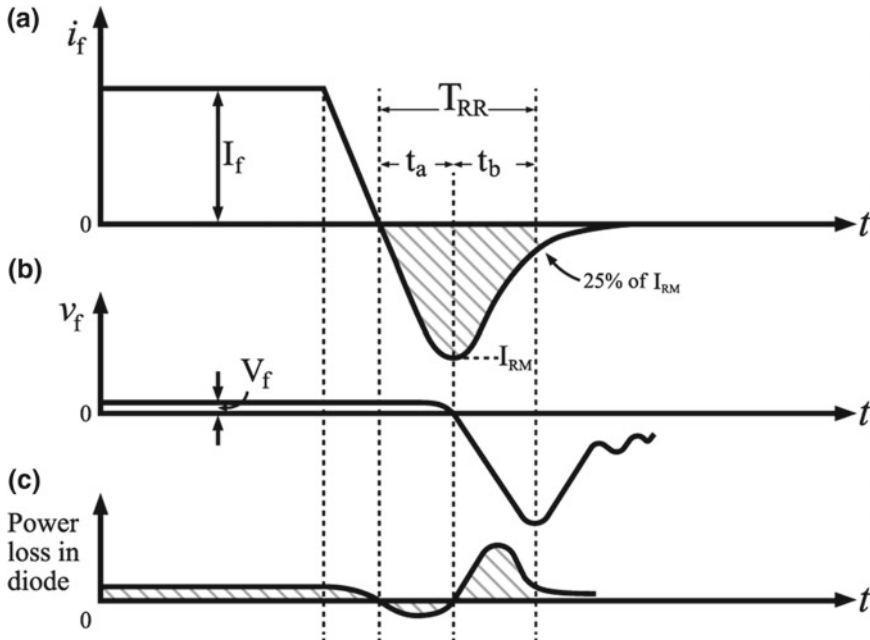 (a)
i_f
T_RR
I_f
t_a
t_b
0
t
25% of I_RM
(b)
v_f
I_RM
V_f
0
t
(c)
Power
loss in
diode
0
t